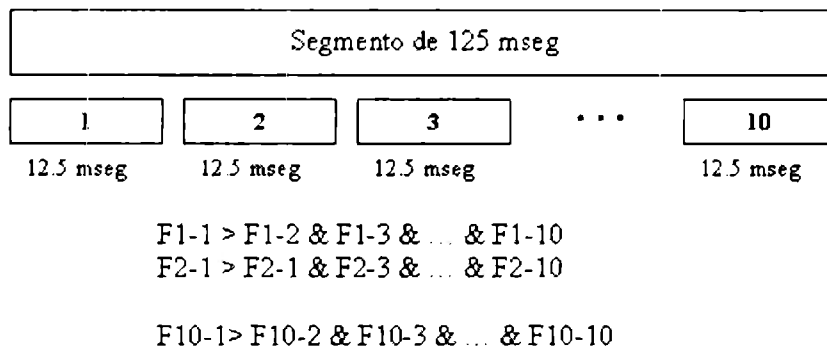 Segmento de 125 mseg
1 2 3 ... 10
12.5 mseg 12.5 mseg 12.5 mseg 12.5 mseg
F1-1 > F1-2 & F1-3 & ... & F1-10
F2-1 > F2-1 & F2-3 & ... & F2-10
F10-1> F10-2 & F10-3 & ... & F10-10